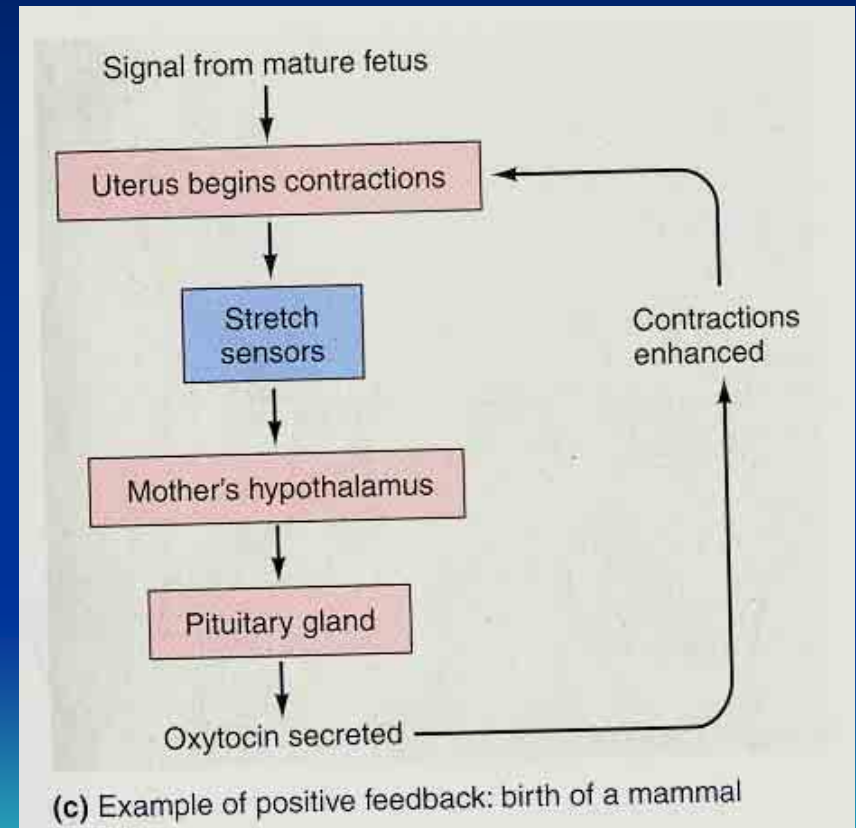 Signal from mature fetus
Uterus begins contractions
Stretch
sensors
Contractions
enhanced
Mother's hypothalamus
Pituitary gland
Oxytocin secreted
(c) Example of positive feedback: birth of a mammal